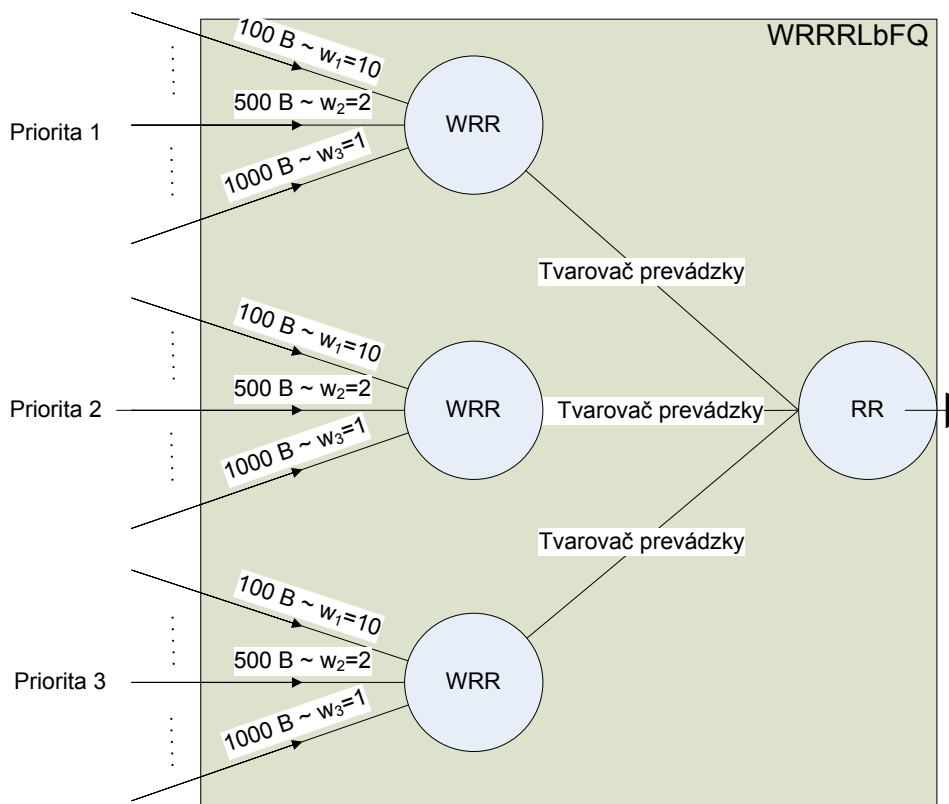 WRRRLbFQ
Priorita 1
100 B ~ w₁=10
500 B ~ w₂=2
1000 B ~ w₃=1
WRR
Tvarovač prevádzky
Priorita 2
100 B ~ w₁=10
500 B ~ w₂=2
1000 B ~ w₃=1
WRR
Tvarovač prevádzky
RR
Priorita 3
100 B ~ w₁=10
500 B ~ w₂=2
1000 B ~ w₃=1
WRR
Tvarovač prevádzky